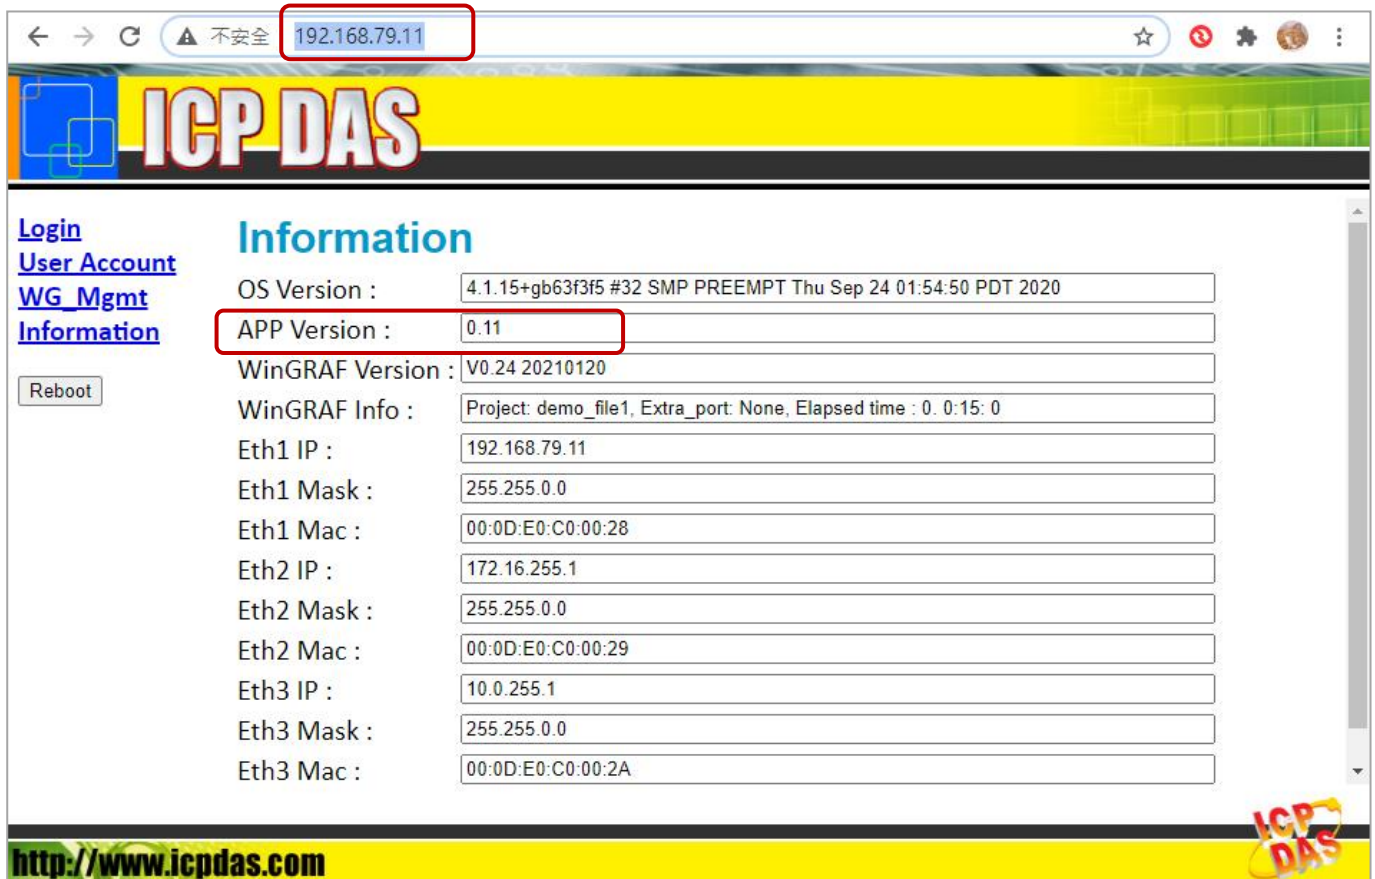 不安全 192.168.79.11
ICP DAS
Login
User Account
WG_Mgmt
Information
Reboot
Information
OS Version : 4.1.15+gb63f3f5 #32 SMP PREEMPT Thu Sep 24 01:54:50 PDT 2020
APP Version : 0.11
WinGRAF Version : V0.24 20210120
WinGRAF Info : Project: demo_file1, Extra_port: None, Elapsed time : 0. 0:15: 0
Eth1 IP : 192.168.79.11
Eth1 Mask : 255.255.0.0
Eth1 Mac : 00:0D:E0:C0:00:28
Eth2 IP : 172.16.255.1
Eth2 Mask : 255.255.0.0
Eth2 Mac : 00:0D:E0:C0:00:29
Eth3 IP : 10.0.255.1
Eth3 Mask : 255.255.0.0
Eth3 Mac : 00:0D:E0:C0:00:2A
http://www.icpdas.com
ICP
DAS